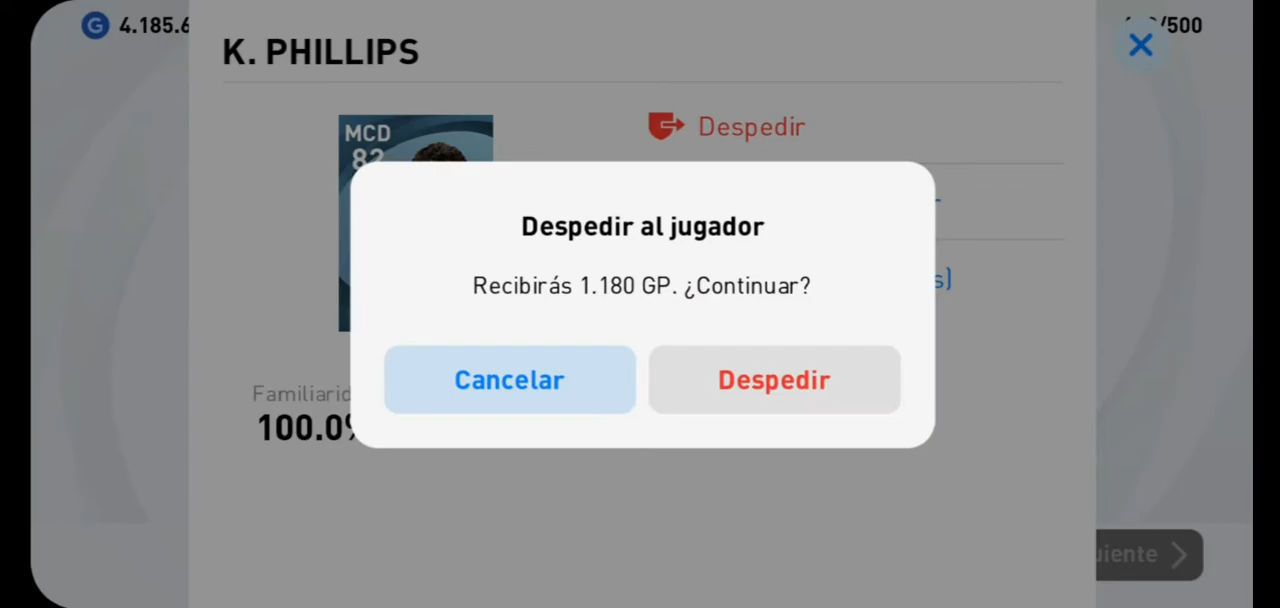 G 4.185.6
/500
K. PHILLIPS
MCD
82
Despedir
Despedir al jugador
s)
Recibirás 1.180 GP. ¿Continuar?
Cancelar
Despedir
Familiarid
100.0%
uiente